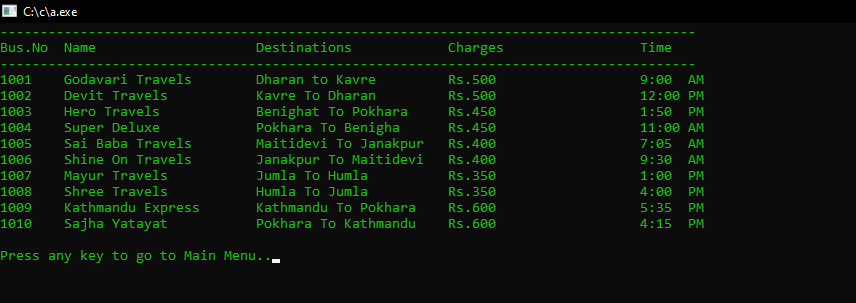 C:\c\a.exe
---------------------------------------------------------------------------------------
Bus.No  Name                    Destinations            Charges                 Time
---------------------------------------------------------------------------------------
1001    Godavari Travels        Dharan to Kavre         Rs.500                  9:00  AM
1002    Devit Travels           Kavre To Dharan         Rs.500                  12:00 PM
1003    Hero Travels            Benighat To Pokhara     Rs.450                  1:50  PM
1004    Super Deluxe            Pokhara To Benigha      Rs.450                  11:00 AM
1005    Sai Baba Travels        Maitidevi To Janakpur   Rs.400                  7:05  AM
1006    Shine On Travels        Janakpur To Maitidevi   Rs.400                  9:30  AM
1007    Mayur Travels           Jumla To Humla          Rs.350                  1:00  PM
1008    Shree Travels           Humla To Jumla          Rs.350                  4:00  PM
1009    Kathmandu Express       Kathmandu To Pokhara    Rs.600                  5:35  PM
1010    Sajha Yatayat           Pokhara To Kathmandu    Rs.600                  4:15  PM
Press any key to go to Main Menu..